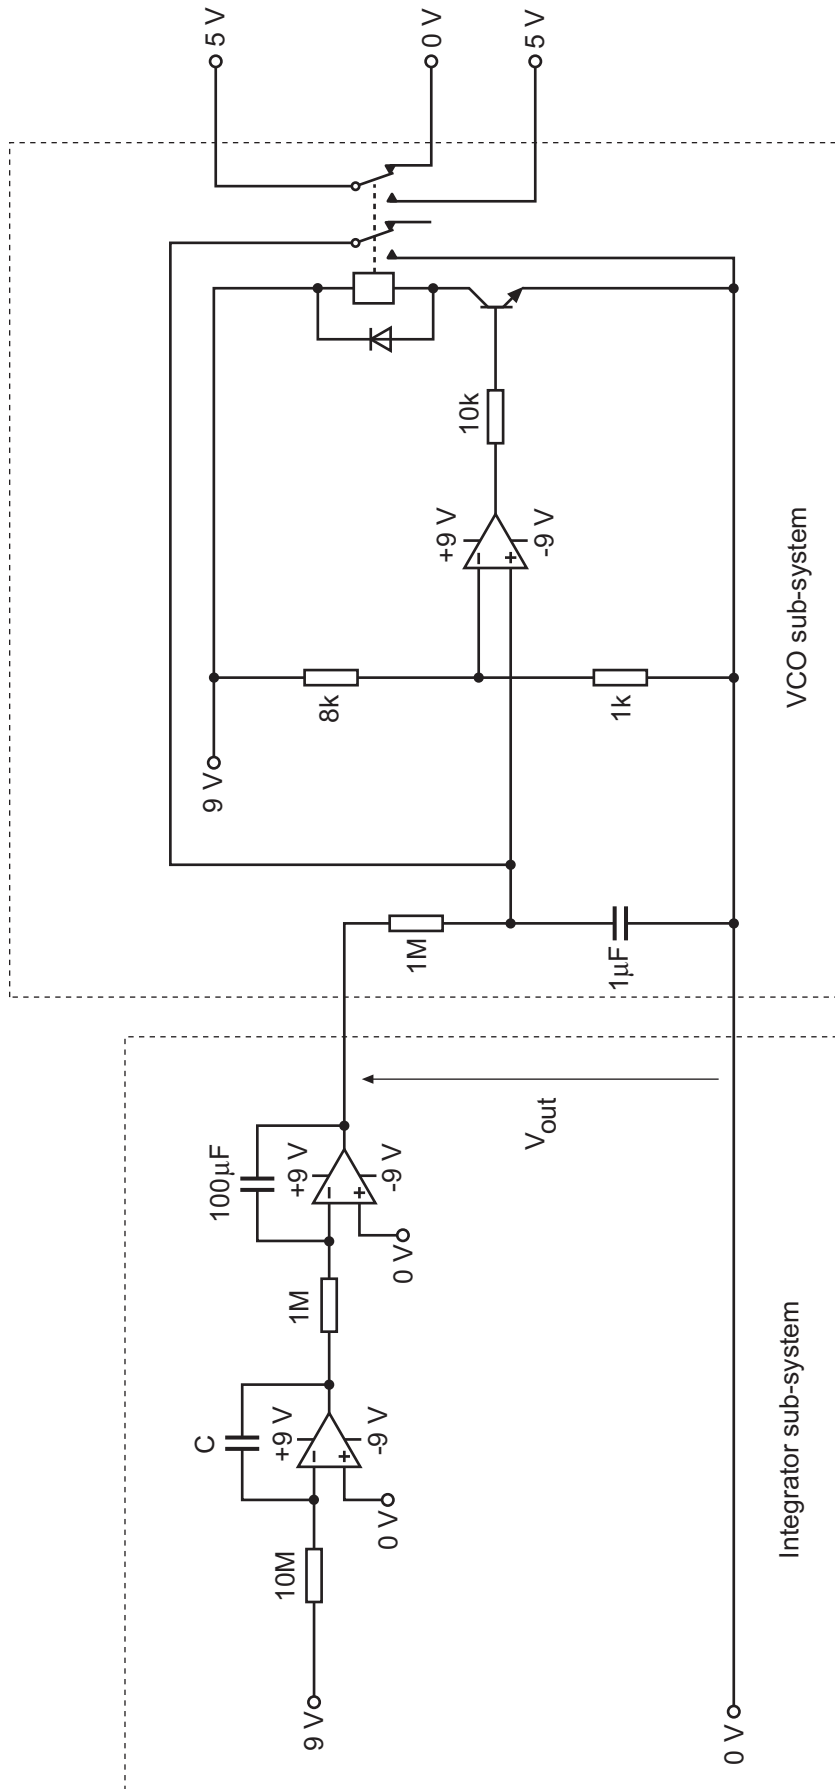 5 V
0 V
5 V
10k
+9 V
-9 V
8k
1k
9 V
1M
1µF
VCO sub-system
Vout
100µF
+9 V
-9 V
0 V
1M
C
+9 V
-9 V
0 V
10M
9 V
0 V
Integrator sub-system